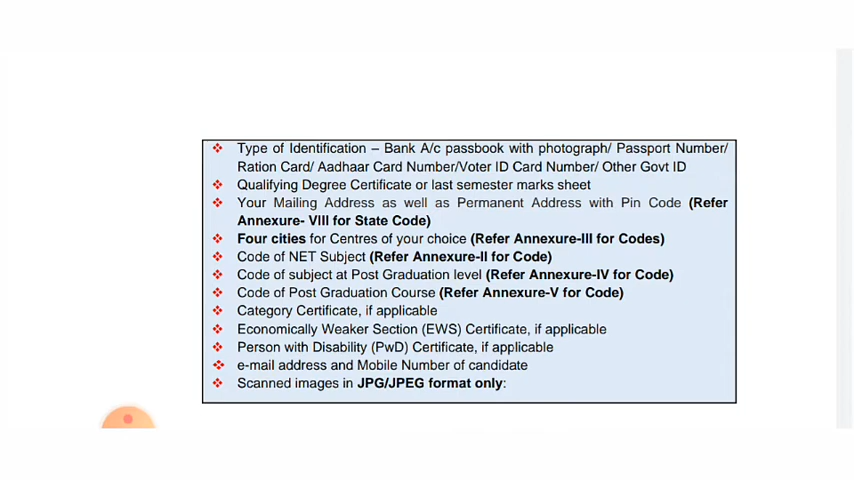 ❖ Type of Identification – Bank A/c passbook with photograph/ Passport Number/
Ration Card/ Aadhaar Card Number/Voter ID Card Number/ Other Govt ID
❖ Qualifying Degree Certificate or last semester marks sheet
❖ Your Mailing Address as well as Permanent Address with Pin Code (Refer
Annexure- VIII for State Code)
❖ Four cities for Centres of your choice (Refer Annexure-III for Codes)
❖ Code of NET Subject (Refer Annexure-II for Code)
❖ Code of subject at Post Graduation level (Refer Annexure-IV for Code)
❖ Code of Post Graduation Course (Refer Annexure-V for Code)
❖ Category Certificate, if applicable
❖ Economically Weaker Section (EWS) Certificate, if applicable
❖ Person with Disability (PwD) Certificate, if applicable
❖ e-mail address and Mobile Number of candidate
❖ Scanned images in JPG/JPEG format only: